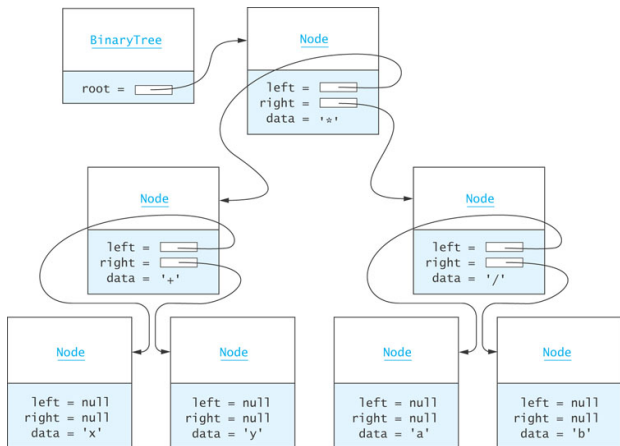 BinaryTree
root =
Node
left =
right =
data = '*'
Node
left =
right =
data = '+'
Node
left =
right =
data = '/'
Node
left = null
right = null
data = 'x'
Node
left = null
right = null
data = 'y'
Node
left = null
right = null
data = 'a'
Node
left = null
right = null
data = 'b'